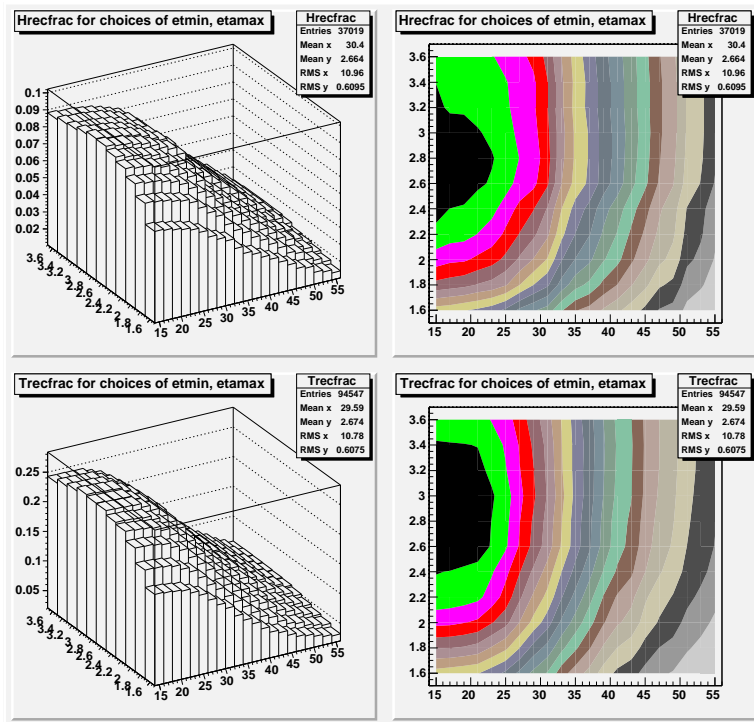 Hrecfrac for choices of etmin, etamax
Hrecfrac
Entries 37019
Mean x 30.4
Mean y 2.664
RMS x 10.96
RMS y 0.6095
0.1
0.09
0.08
0.07
0.06
0.05
0.04
0.03
0.02
3.6 3.4 3.2 3 2.8 2.6 2.4 2.2 2 1.8 1.6
15 20 25 30 35 40 45 50 55
Hrecfrac for choices of etmin, etamax
Hrecfrac
Entries 37019
Mean x 30.4
Mean y 2.664
RMS x 10.96
RMS y 0.6095
3.6
3.4
3.2
3
2.8
2.6
2.4
2.2
2
1.8
1.6
15 20 25 30 35 40 45 50 55
Trecfrac for choices of etmin, etamax
Trecfrac
Entries 94547
Mean x 29.59
Mean y 2.674
RMS x 10.78
RMS y 0.6075
0.25
0.2
0.15
0.1
0.05
3.6 3.4 3.2 3 2.8 2.6 2.4 2.2 2 1.8 1.6
15 20 25 30 35 40 45 50 55
Trecfrac for choices of etmin, etamax
Trecfrac
Entries 94547
Mean x 29.59
Mean y 2.674
RMS x 10.78
RMS y 0.6075
3.6
3.4
3.2
3
2.8
2.6
2.4
2.2
2
1.8
1.6
15 20 25 30 35 40 45 50 55